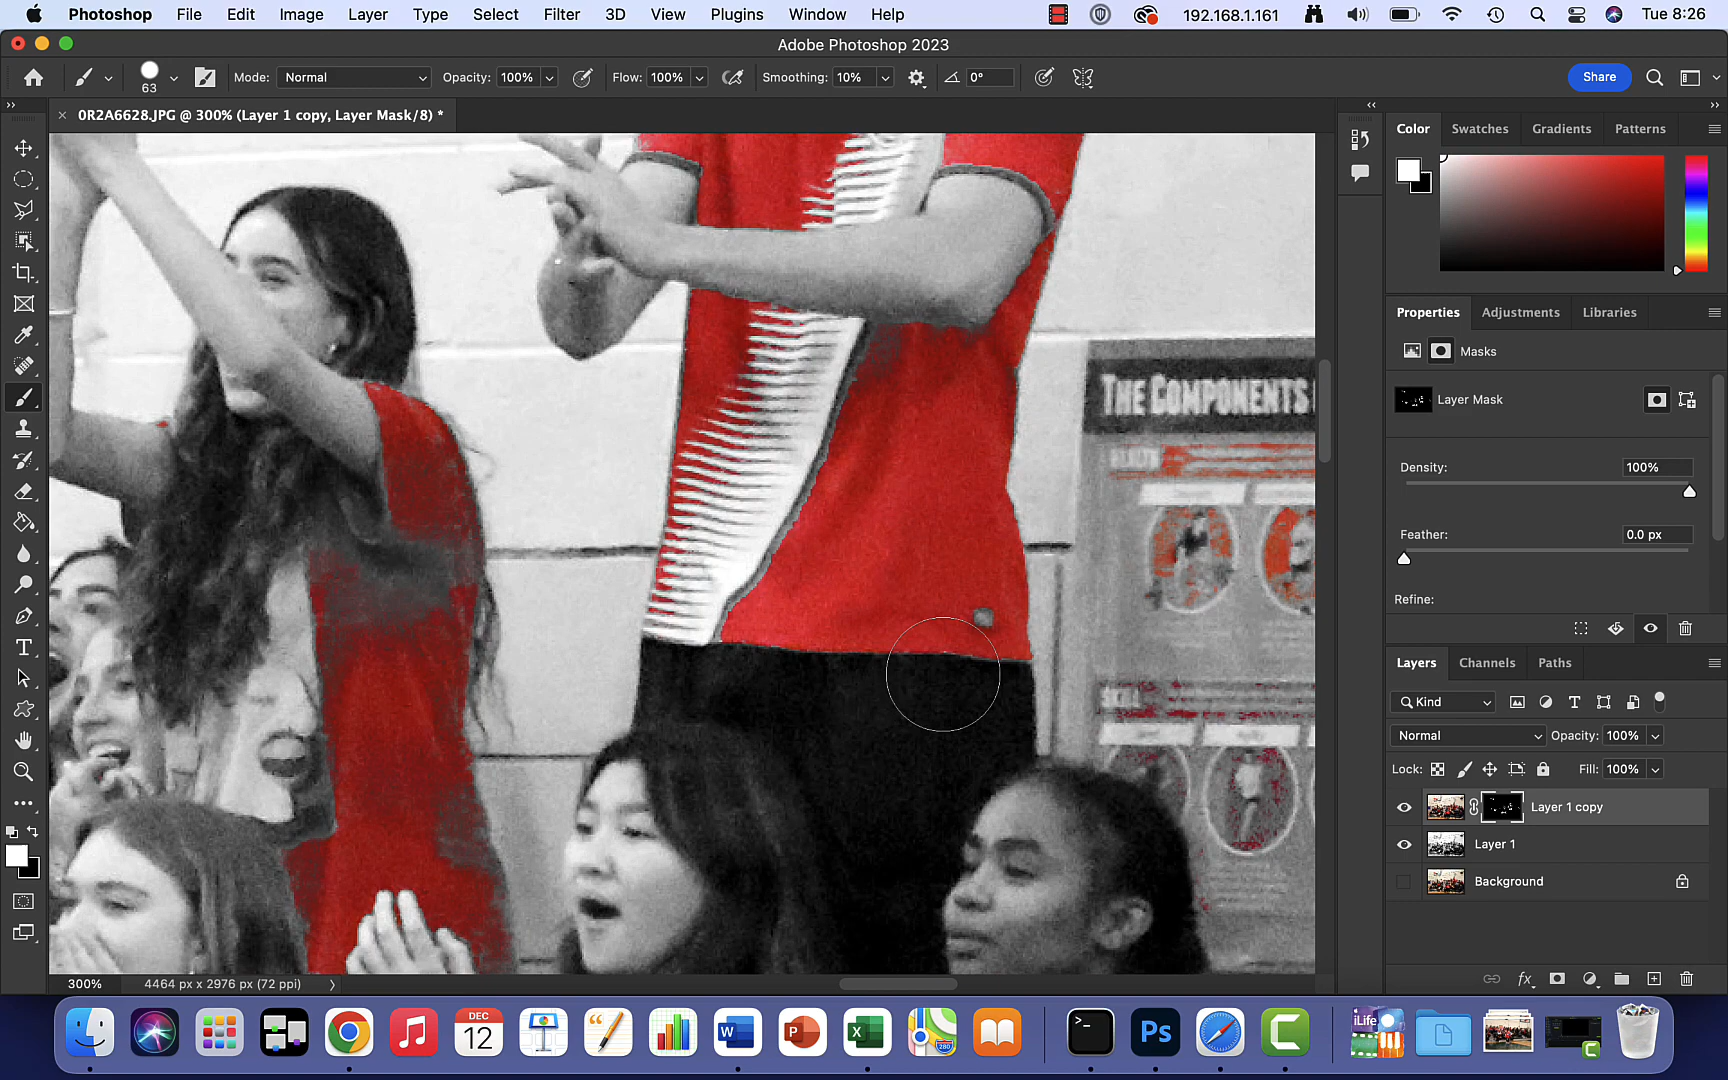 Photoshop File Edit Image Layer Type Select Filter 3D View Plugins Window Help 192.168.1.161 Tue 8:26
Adobe Photoshop 2023
63 Mode: Normal Opacity: 100% Flow: 100% Smoothing: 10% 0° Share
0R2A6628.JPG @ 300% (Layer 1 copy, Layer Mask/8) *
Color Swatches Gradients Patterns
Properties Adjustments Libraries
Masks
Layer Mask
THE COMPONENTS
Density: 100%
Feather: 0.0 px
Refine:
Layers Channels Paths
Kind
Normal Opacity: 100%
Lock: Fill: 100%
Layer 1 copy
Layer 1
Background
300% 4464 px x 2976 px (72 ppi)
DEC
12
W
P
X
280
>_
Ps
C
iLife
C